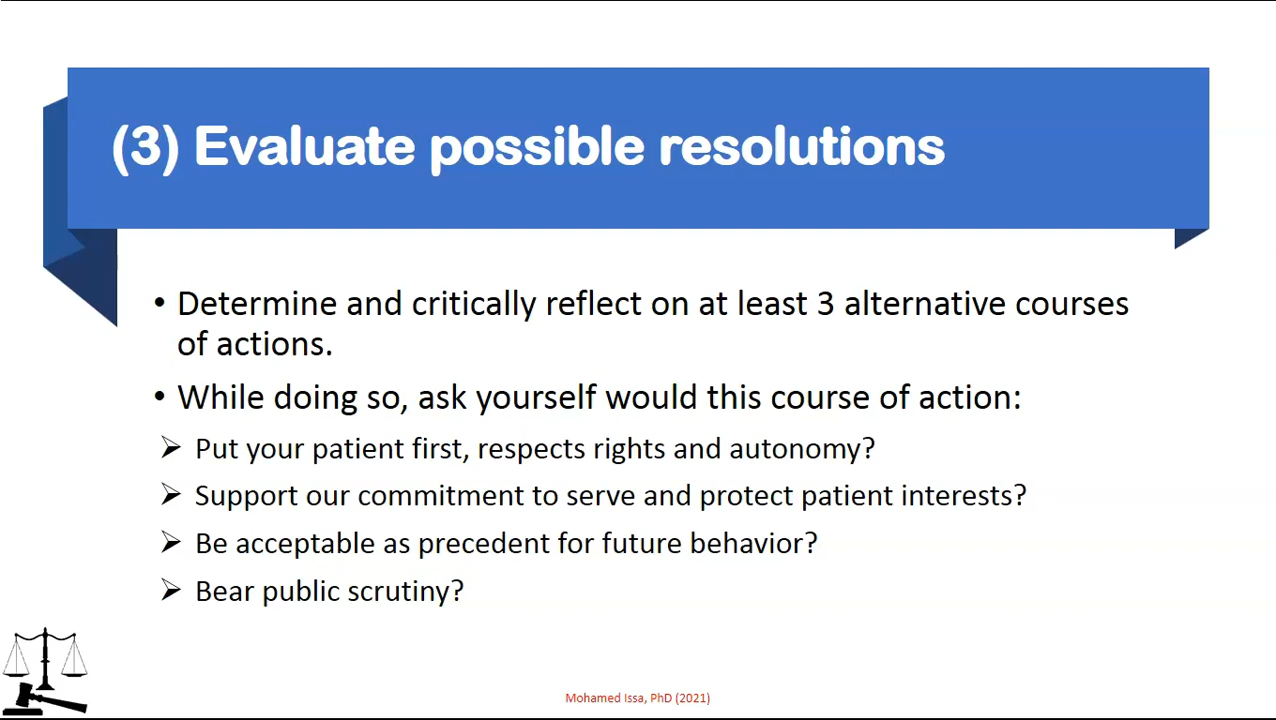 (3) Evaluate possible resolutions
• Determine and critically reflect on at least 3 alternative courses
of actions.
• While doing so, ask yourself would this course of action:
➢ Put your patient first, respects rights and autonomy?
➢ Support our commitment to serve and protect patient interests?
➢ Be acceptable as precedent for future behavior?
➢ Bear public scrutiny?
Mohamed Issa, PhD (2021)